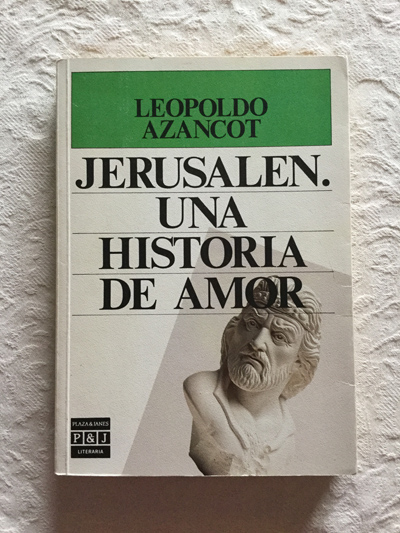 LEOPOLDO
AZANCOT
JERUSALEN.
UNA
HISTORIA
DE AMOR
PLAZA & JANES
P & J
LITERARIA